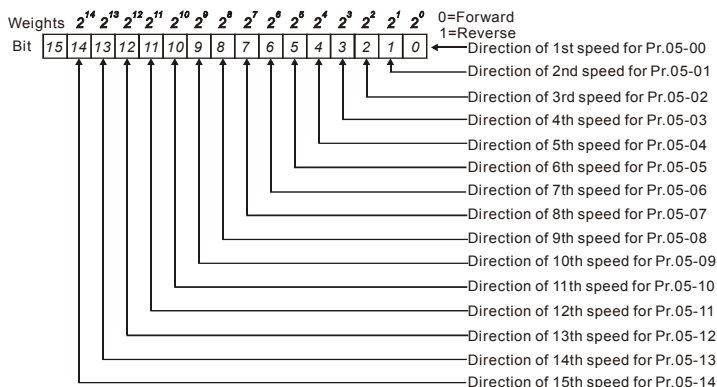 Weights 2^14 2^13 2^12 2^11 2^10 2^9 2^8 2^7 2^6 2^5 2^4 2^3 2^2 2^1 2^0 0=Forward
1=Reverse
Bit 15 14 13 12 11 10 9 8 7 6 5 4 3 2 1 0 Direction of 1st speed for Pr.05-00
Direction of 2nd speed for Pr.05-01
Direction of 3rd speed for Pr.05-02
Direction of 4th speed for Pr.05-03
Direction of 5th speed for Pr.05-04
Direction of 6th speed for Pr.05-05
Direction of 7th speed for Pr.05-06
Direction of 8th speed for Pr.05-07
Direction of 9th speed for Pr.05-08
Direction of 10th speed for Pr.05-09
Direction of 11th speed for Pr.05-10
Direction of 12th speed for Pr.05-11
Direction of 13th speed for Pr.05-12
Direction of 14th speed for Pr.05-13
Direction of 15th speed for Pr.05-14